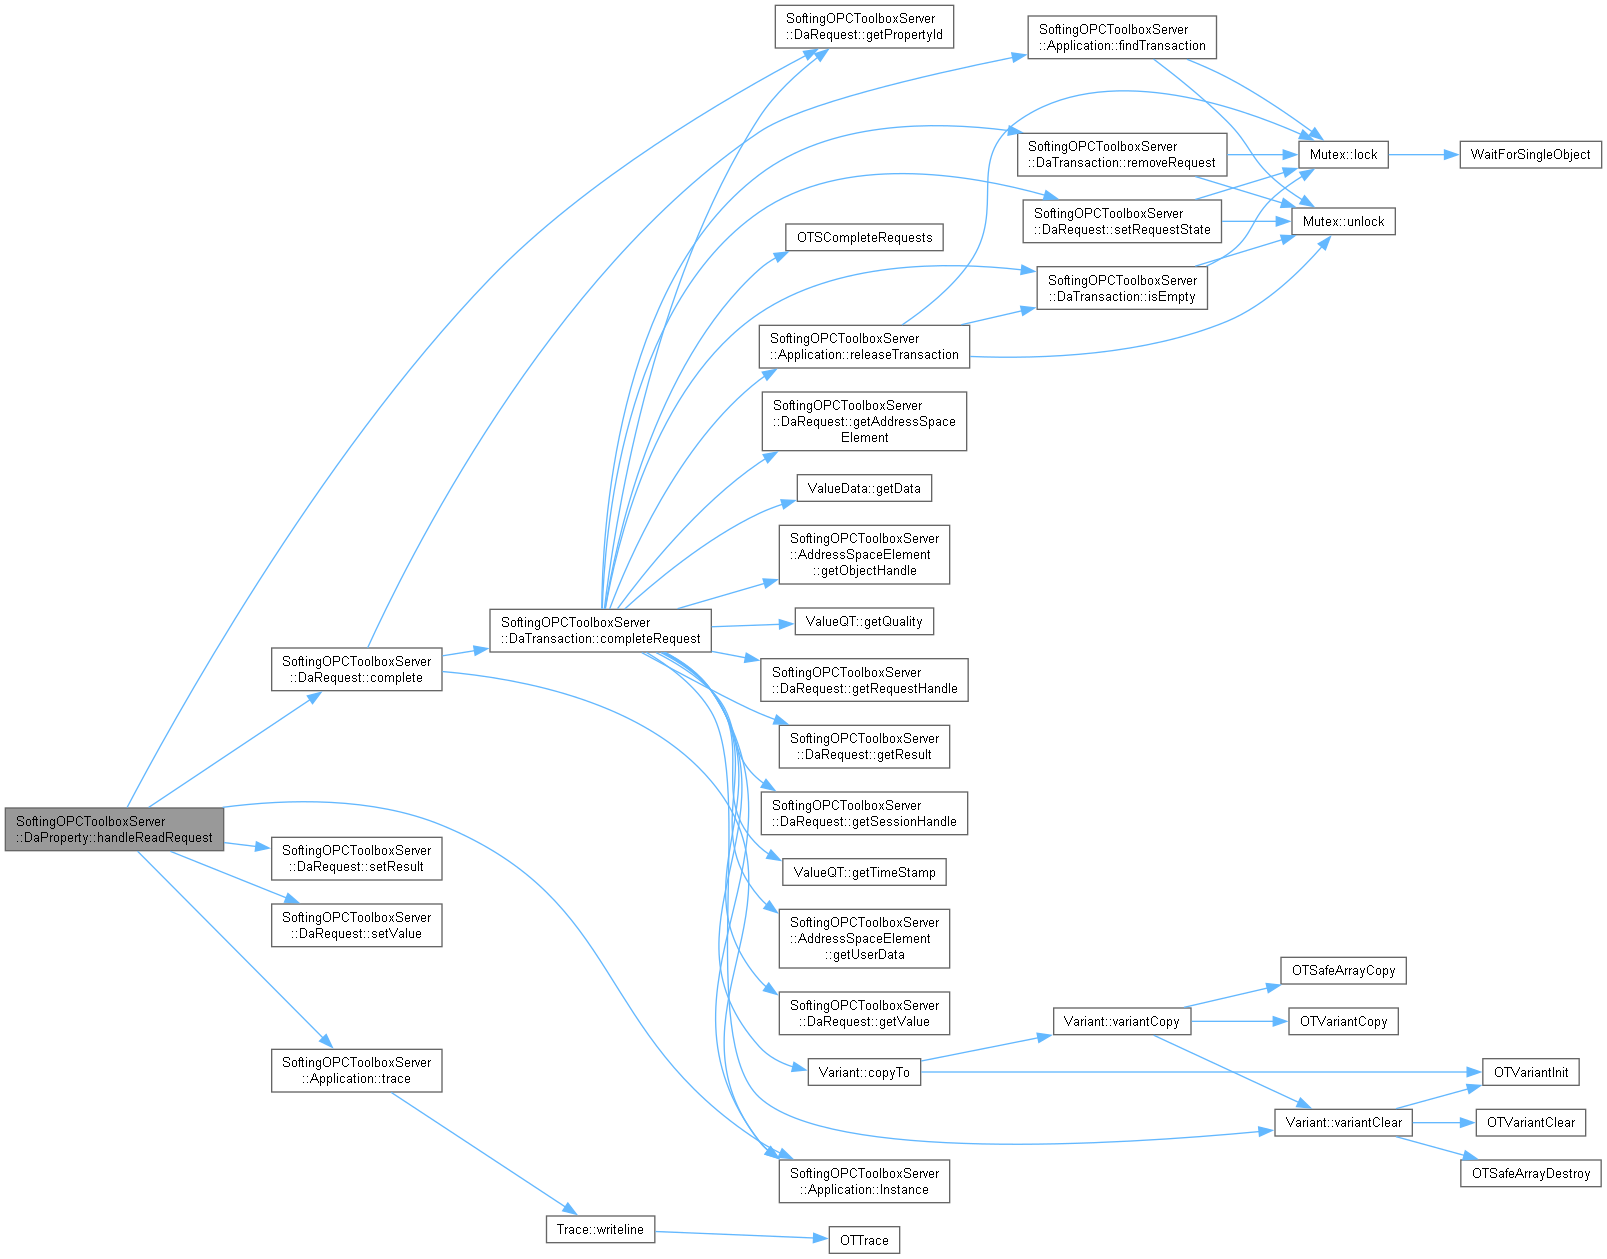 SoftingOPCToolboxServer
::DaRequest::getPropertyId
SoftingOPCToolboxServer
::Application::findTransaction
SoftingOPCToolboxServer
::DaTransaction::removeRequest
Mutex::lock
WaitForSingleObject
SoftingOPCToolboxServer
::DaRequest::setRequestState
Mutex::unlock
OTSCompleteRequests
SoftingOPCToolboxServer
::DaTransaction::isEmpty
SoftingOPCToolboxServer
::Application::releaseTransaction
SoftingOPCToolboxServer
::DaRequest::getAddressSpace
Element
ValueData::getData
SoftingOPCToolboxServer
::AddressSpaceElement
::getObjectHandle
SoftingOPCToolboxServer
::DaTransaction::completeRequest
ValueQT::getQuality
SoftingOPCToolboxServer
::DaRequest::complete
SoftingOPCToolboxServer
::DaRequest::getRequestHandle
SoftingOPCToolboxServer
::DaRequest::getResult
SoftingOPCToolboxServer
::DaRequest::getSessionHandle
SoftingOPCToolboxServer
::DaProperty::handleReadRequest
SoftingOPCToolboxServer
::DaRequest::setResult
ValueQT::getTimeStamp
SoftingOPCToolboxServer
::DaRequest::setValue
SoftingOPCToolboxServer
::AddressSpaceElement
::getUserData
OTSafeArrayCopy
SoftingOPCToolboxServer
::DaRequest::getValue
Variant::variantCopy
OTVariantCopy
SoftingOPCToolboxServer
::Application::trace
Variant::copyTo
OTVariantInit
Variant::variantClear
OTVariantClear
OTSafeArrayDestroy
SoftingOPCToolboxServer
::Application::Instance
Trace::writeline
OTTrace